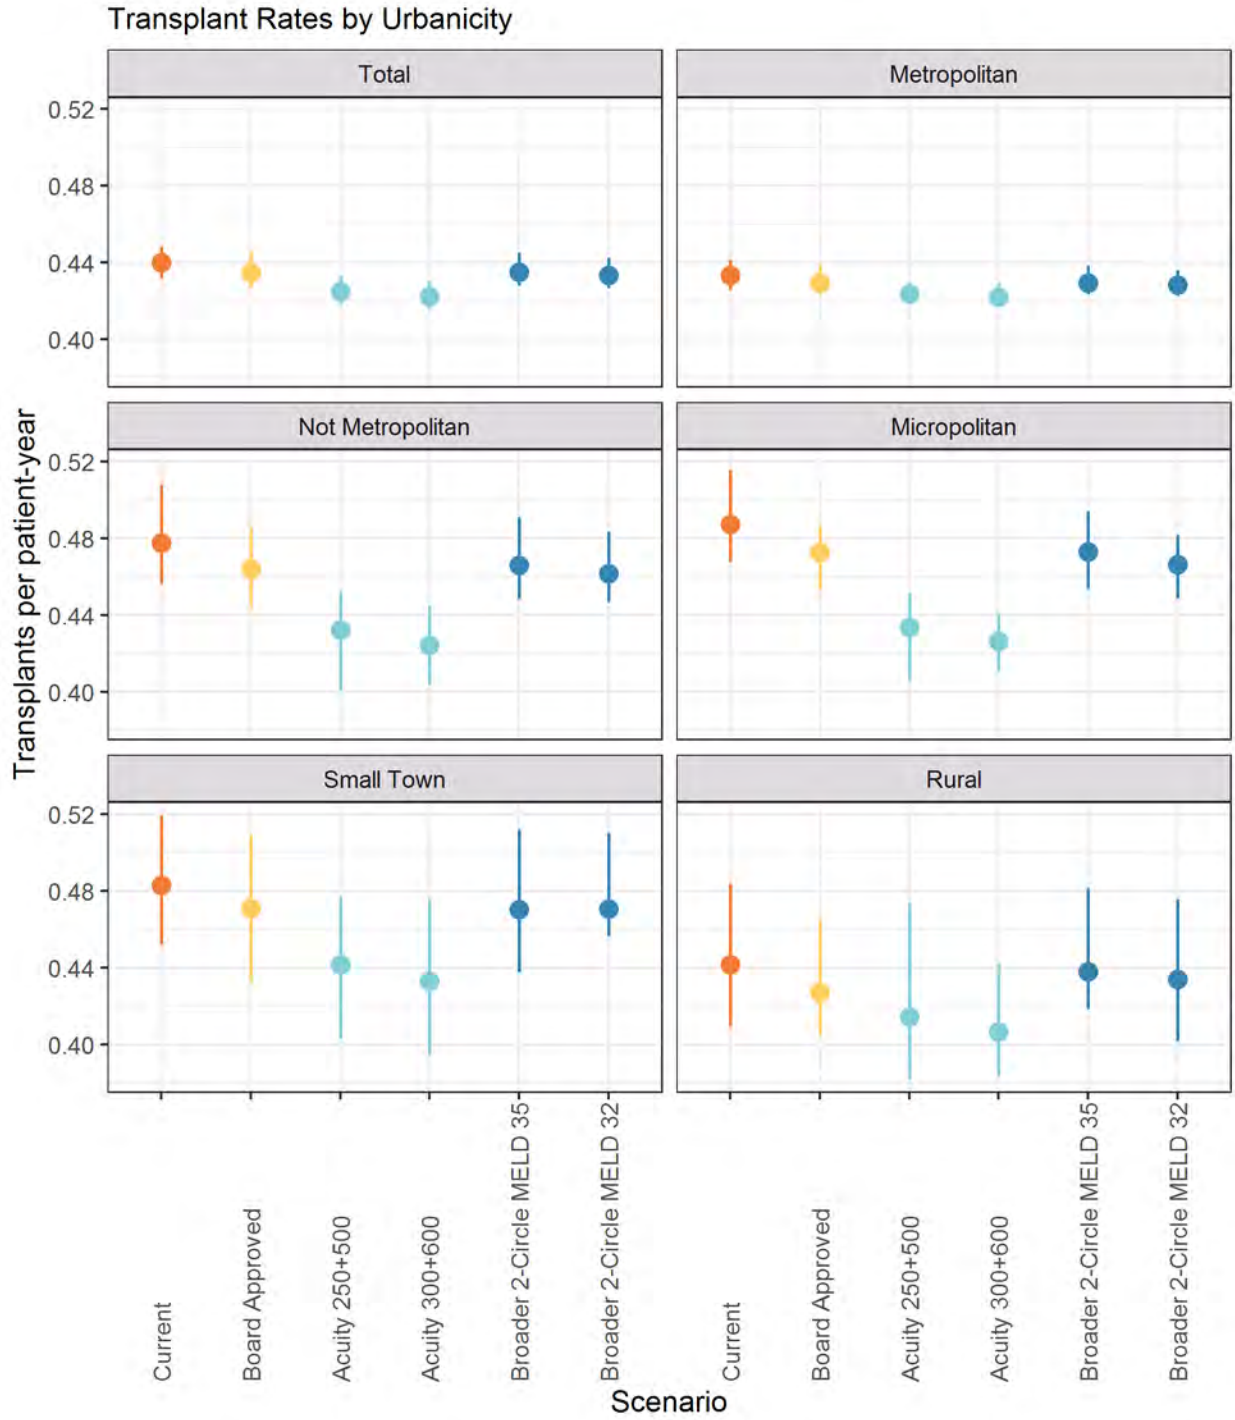 Transplant Rates by Urbanicity
Total
Metropolitan
0.52
0.48
0.44
0.40
Not Metropolitan
Micropolitan
0.52
0.48
0.44
0.40
Small Town
Rural
0.52
0.48
0.44
0.40
Transplants per patient-year
Current
Board Approved
Acuity 250+500
Acuity 300+600
Broader 2-Circle MELD 35
Broader 2-Circle MELD 32
Current
Board Approved
Acuity 250+500
Acuity 300+600
Broader 2-Circle MELD 35
Broader 2-Circle MELD 32
Scenario